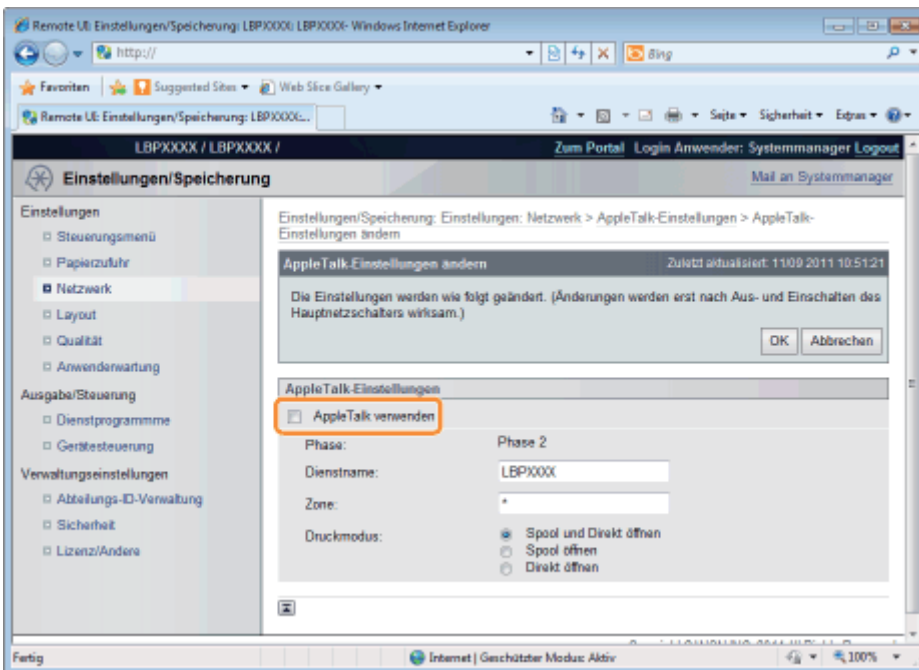 Remote UI: Einstellungen/Speicherung: LBPXXXX: LBPXXXX - Windows Internet Explorer
http://
Bing
Favoriten
Suggested Sites
Web Slice Gallery
Remote UI: Einstellungen/Speicherung: LBPXXXX:...
Seite
Sicherheit
Extras
LBPXXXX / LBPXXXX /
Zum Portal
Login Anwender: Systemmanager
Logout
Einstellungen/Speicherung
Mail an Systemmanager
Einstellungen
Steuerungsmenü
Papierzufuhr
Netzwerk
Layout
Qualität
Anwenderwartung
Ausgabe/Steuerung
Dienstprogrammme
Gerätesteuerung
Verwaltungseinstellungen
Abteilungs-ID-Verwaltung
Sicherheit
Lizenz/Andere
Einstellungen/Speicherung: Einstellungen: Netzwerk > AppleTalk-Einstellungen > AppleTalk-
Einstellungen ändern
AppleTalk-Einstellungen ändern
Zuletzt aktualisiert: 11/09 2011 10:51:21
Die Einstellungen werden wie folgt geändert. (Änderungen werden erst nach Aus- und Einschalten des
Hauptnetzschalters wirksam.)
OK
Abbrechen
AppleTalk-Einstellungen
AppleTalk verwenden
Phase:
Phase 2
Dienstname:
LBPXXXX
Zone:
*
Druckmodus:
Spool und Direkt öffnen
Spool öffnen
Direkt öffnen
Fertig
Internet | Geschützter Modus: Aktiv
100%